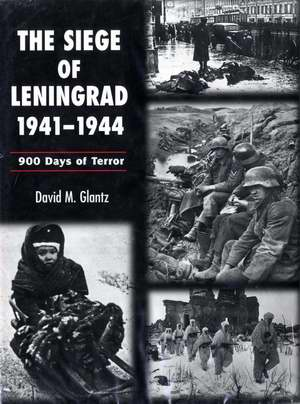 THE SIEGE
OF
LENINGRAD
1941–1944
900 Days of Terror
David M. Glantz